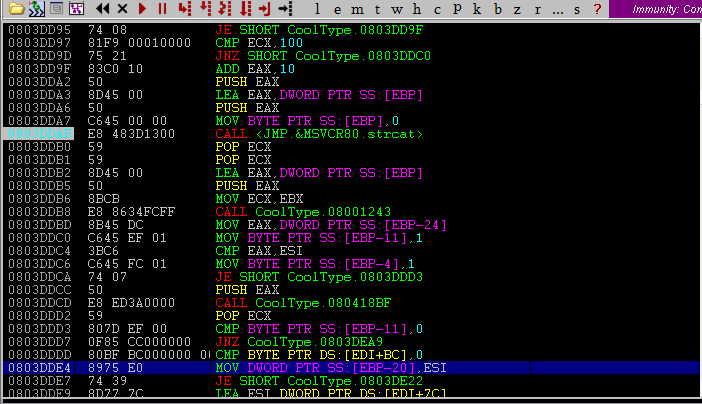 l e m t w h c p k b z r ... s ? Immunity: Con
0803DD95 74 08 JE SHORT CoolType.0803DD9F
0803DD97 81F9 00010000 CMP ECX,100
0803DD9D 75 21 JNZ SHORT CoolType.0803DDC0
0803DD9F 83C0 10 ADD EAX,10
0803DDA2 50 PUSH EAX
0803DDA3 8D45 00 LEA EAX,DWORD PTR SS:[EBP]
0803DDA6 50 PUSH EAX
0803DDA7 C645 00 00 MOV BYTE PTR SS:[EBP],0
E8 483D1300 CALL <JMP.&MSVCR80.strcat>
0803DDB0 59 POP ECX
0803DDB1 59 POP ECX
0803DDB2 8D45 00 LEA EAX,DWORD PTR SS:[EBP]
0803DDB5 50 PUSH EAX
0803DDB6 8BCB MOV ECX,EBX
0803DDB8 E8 8634FCFF CALL CoolType.08001243
0803DDBD 8B45 DC MOV EAX,DWORD PTR SS:[EBP-24]
0803DDC0 C645 EF 01 MOV BYTE PTR SS:[EBP-11],1
0803DDC4 3BC6 CMP EAX,ESI
0803DDC6 C645 FC 01 MOV BYTE PTR SS:[EBP-4],1
0803DDCA 74 07 JE SHORT CoolType.0803DDD3
0803DDCC 50 PUSH EAX
0803DDCD E8 ED3A0000 CALL CoolType.080418BF
0803DDD2 59 POP ECX
0803DDD3 807D EF 00 CMP BYTE PTR SS:[EBP-11],0
0803DDD7 0F85 CC000000 JNZ CoolType.0803DEA9
0803DDDD 80BF BC000000 0 CMP BYTE PTR DS:[EDI+BC],0
0803DDE4 8975 E0 MOV DWORD PTR SS:[EBP-20],ESI
0803DDE7 74 39 JE SHORT CoolType.0803DE22
0803DDE9 8D77 7C LEA ESI,DWORD PTR DS:[EDI+7C]